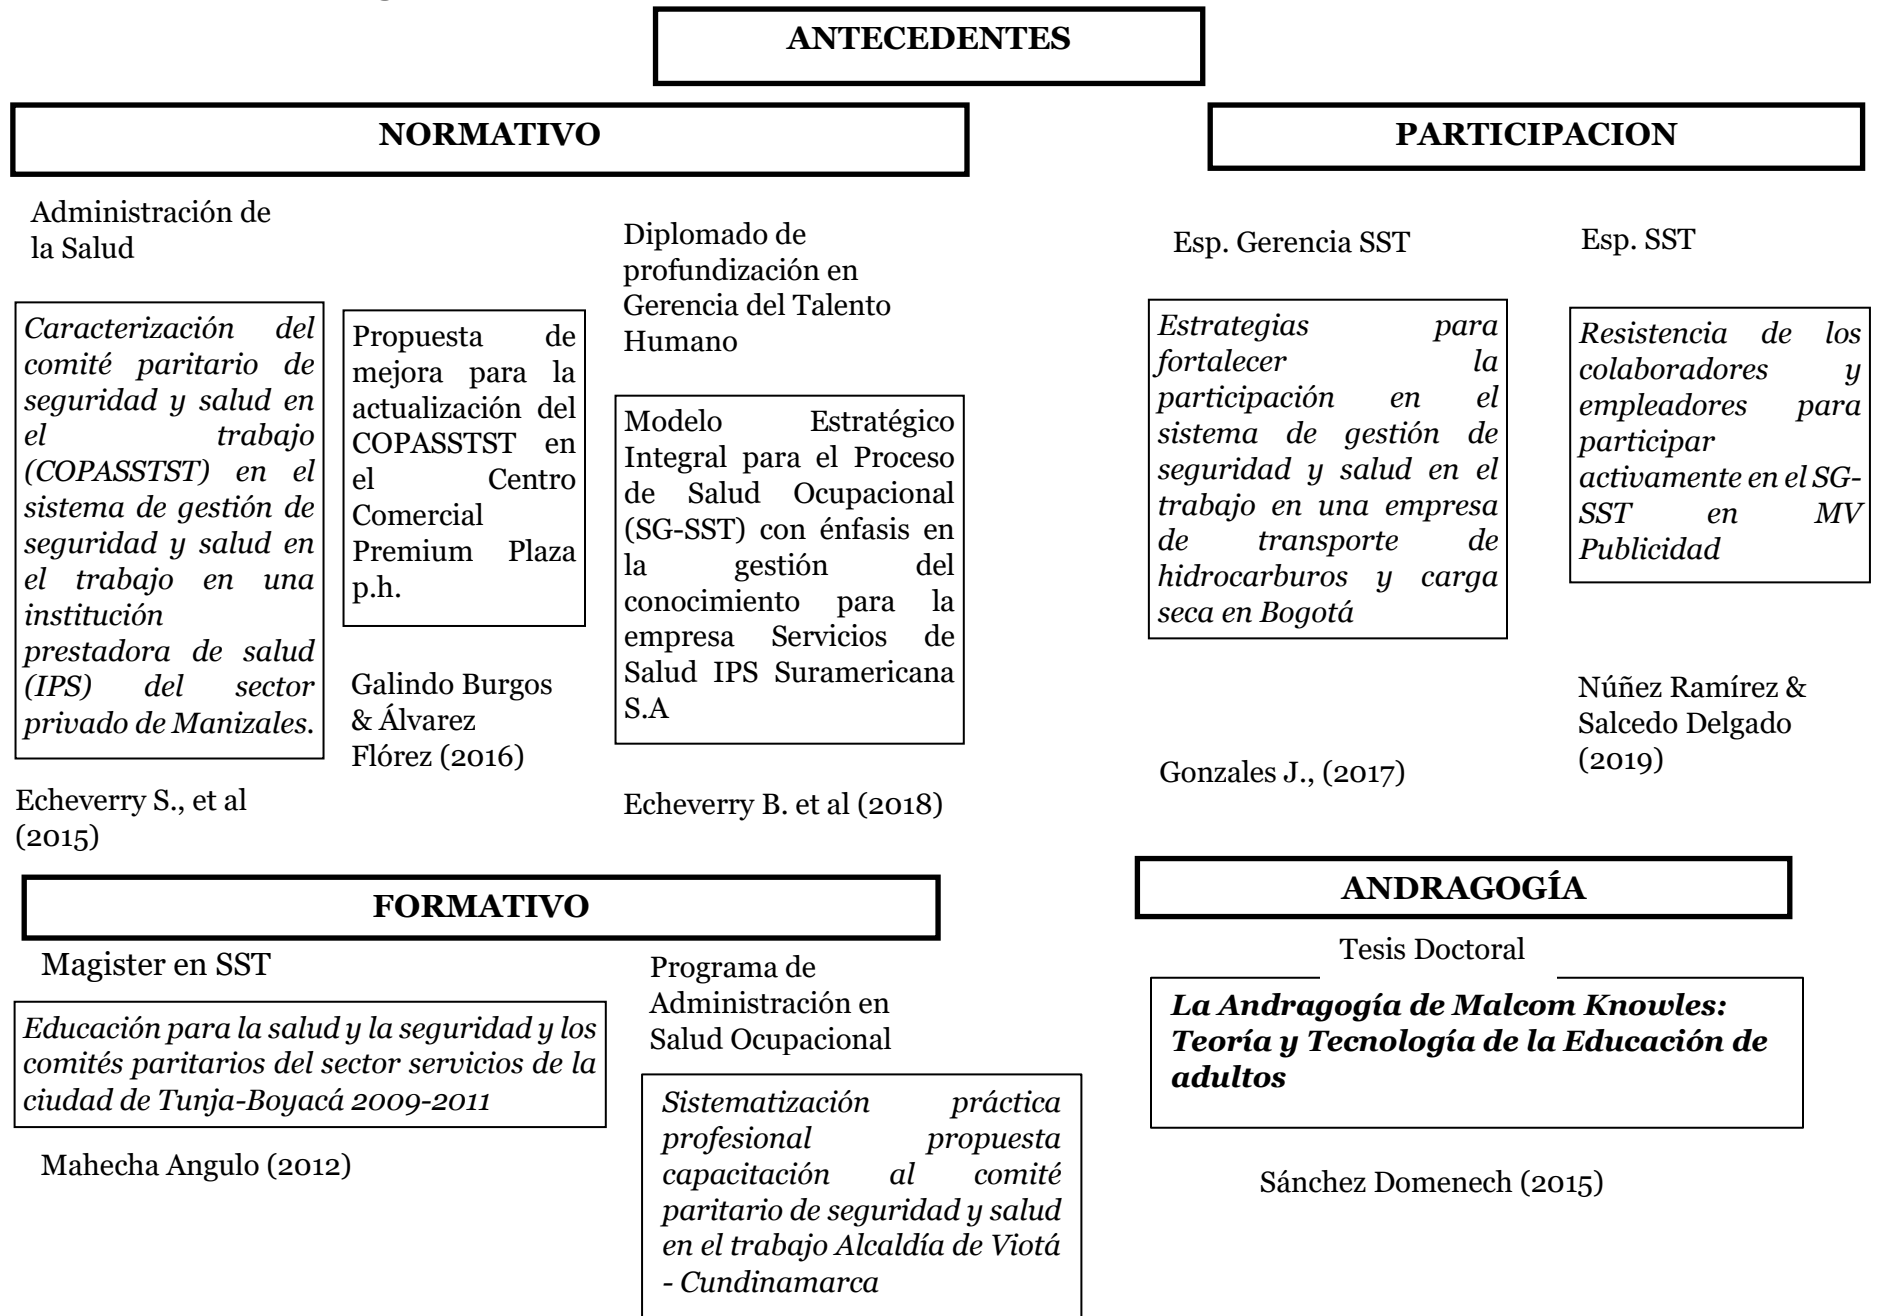 ANTECEDENTES
NORMATIVO
Administración de
la Salud
Caracterización del
comité paritario de
seguridad y salud en
el trabajo
(COPASSTST) en el
sistema de gestión de
seguridad y salud en
el trabajo en una
institución
prestadora de salud
(IPS) del sector
privado de Manizales.
Echeverry S., et al
(2015)
Propuesta de
mejora para la
actualización del
COPASSTST en
el Centro
Comercial
Premium Plaza
p.h.
Galindo Burgos
& Álvarez
Flórez (2016)
Diplomado de
profundización en
Gerencia del Talento
Humano
Modelo Estratégico
Integral para el Proceso
de Salud Ocupacional
(SG-SST) con énfasis en
la gestión del
conocimiento para la
empresa Servicios de
Salud IPS Suramericana
S.A
Echeverry B. et al (2018)
PARTICIPACION
Esp. Gerencia SST
Estrategias para
fortalecer la
participación en el
sistema de gestión de
seguridad y salud en el
trabajo en una empresa
de transporte de
hidrocarburos y carga
seca en Bogotá
Gonzales J., (2017)
Esp. SST
Resistencia de los
colaboradores y
empleadores para
participar
activamente en el SG-
SST en MV
Publicidad
Núñez Ramírez &
Salcedo Delgado
(2019)
FORMATIVO
Magister en SST
Educación para la salud y la seguridad y los
comités paritarios del sector servicios de la
ciudad de Tunja-Boyacá 2009-2011
Mahecha Angulo (2012)
Programa de
Administración en
Salud Ocupacional
Sistematización práctica
profesional propuesta
capacitación al comité
paritario de seguridad y salud
en el trabajo Alcaldía de Viotá
- Cundinamarca
ANDRAGOGÍA
Tesis Doctoral
La Andragogía de Malcom Knowles:
Teoría y Tecnología de la Educación de
adultos
Sánchez Domenech (2015)